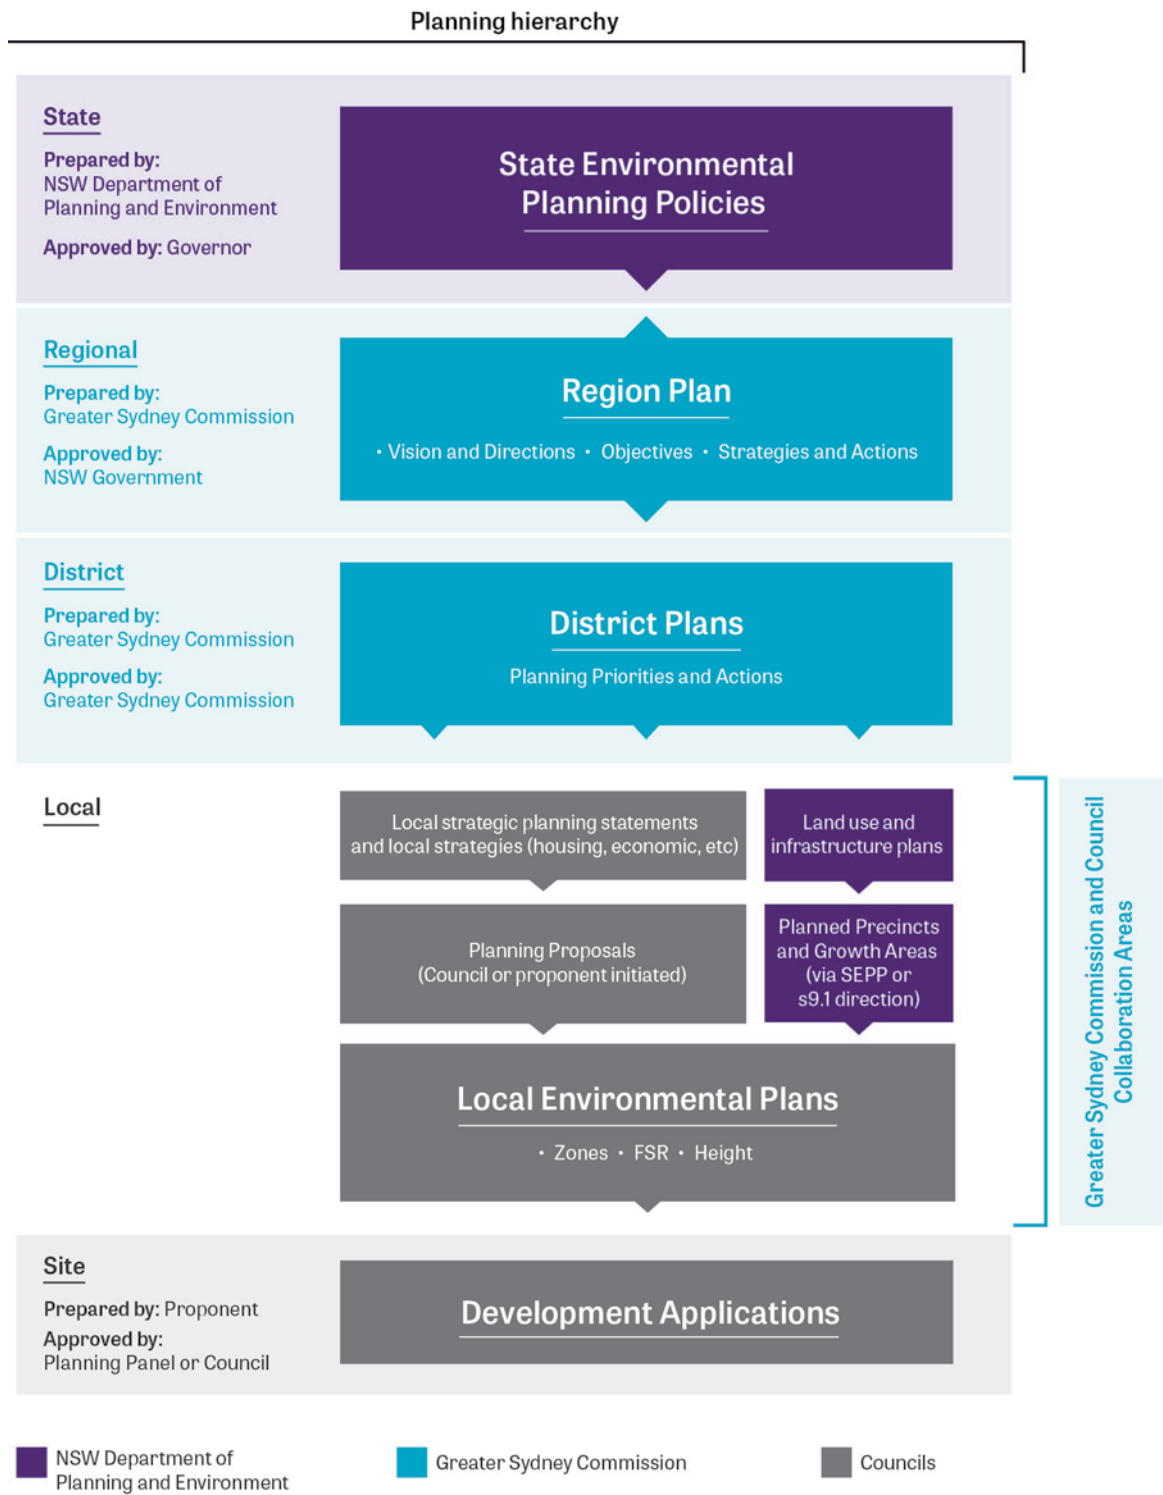 Planning hierarchy
State
Prepared by:
NSW Department of
Planning and Environment
Approved by: Governor
State Environmental
Planning Policies
Regional
Prepared by:
Greater Sydney Commission
Approved by:
NSW Government
Region Plan
• Vision and Directions • Objectives • Strategies and Actions
District
Prepared by:
Greater Sydney Commission
Approved by:
Greater Sydney Commission
District Plans
Planning Priorities and Actions
Local
Local strategic planning statements
and local strategies (housing, economic, etc)
Land use and
infrastructure plans
Planning Proposals
(Council or proponent initiated)
Planned Precincts
and Growth Areas
(via SEPP or
s9.1 direction)
Local Environmental Plans
• Zones • FSR • Height
Greater Sydney Commission and Council
Collaboration Areas
Site
Prepared by: Proponent
Approved by:
Planning Panel or Council
Development Applications
NSW Department of
Planning and Environment
Greater Sydney Commission
Councils